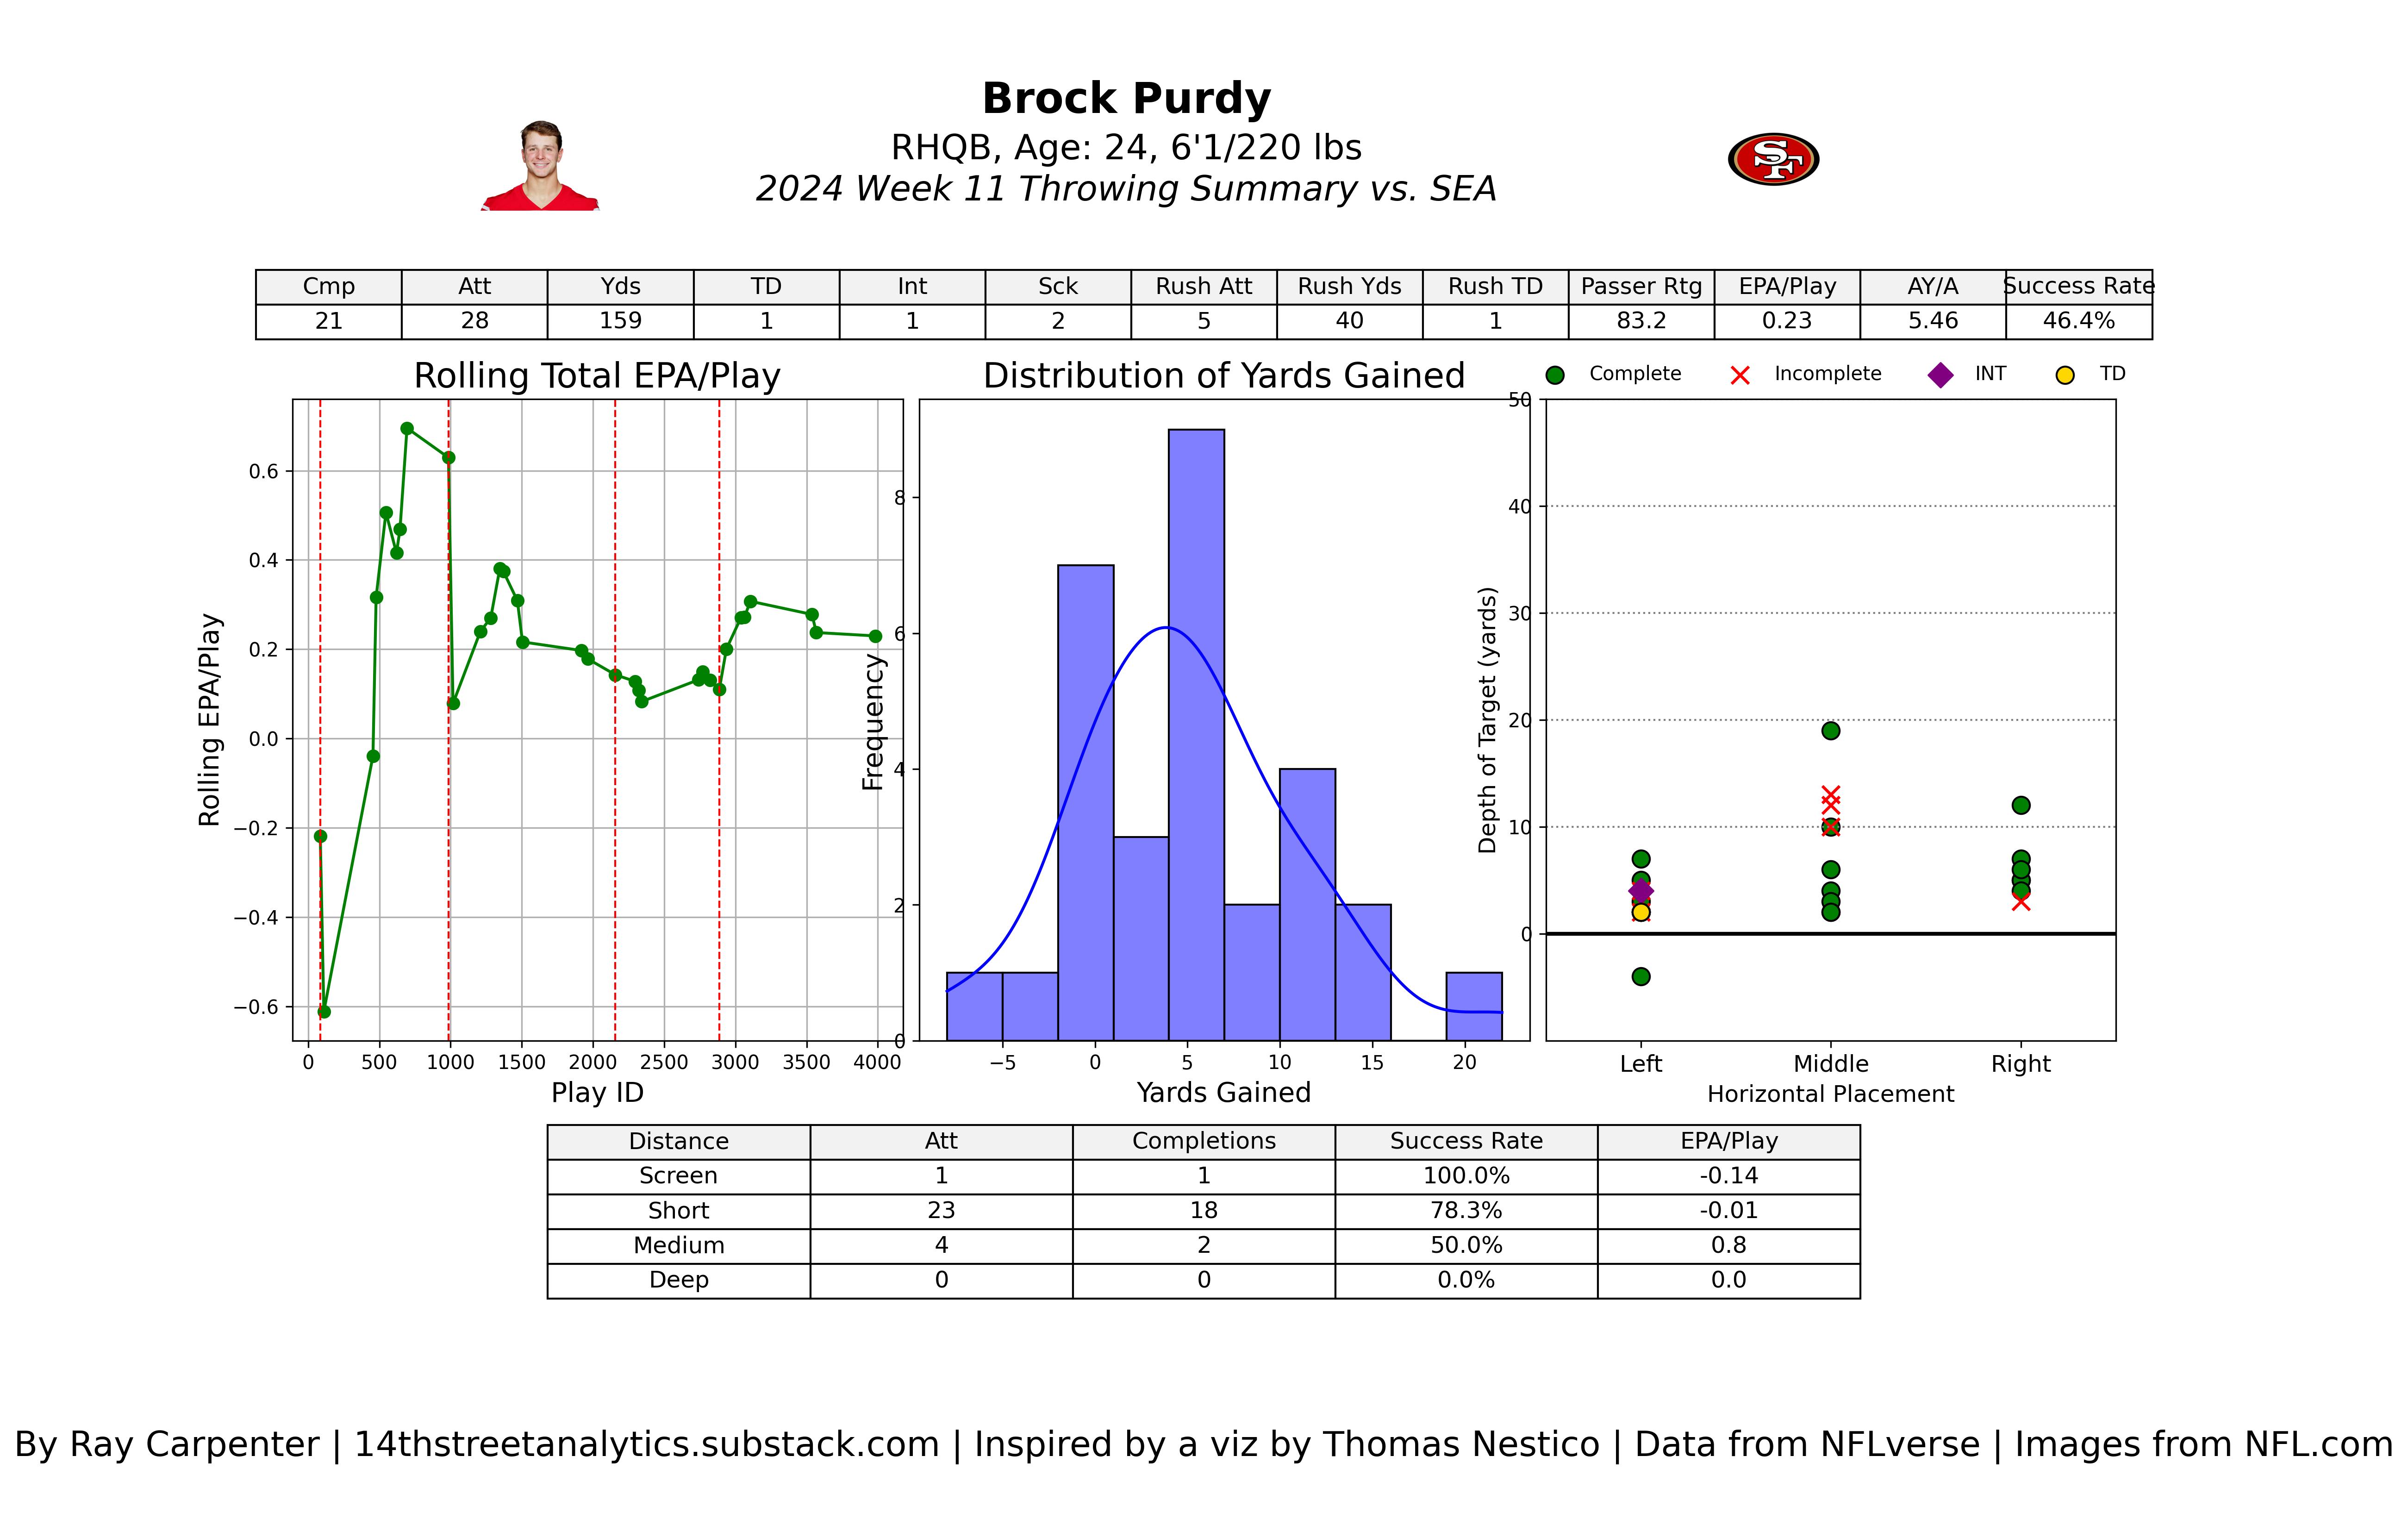 Brock Purdy
RHQB, Age: 24, 6'1/220 lbs
2024 Week 11 Throwing Summary vs. SEA
SF
Cmp Att Yds TD Int Sck Rush Att Rush Yds Rush TD Passer Rtg EPA/Play AY/A Success Rate
21 28 159 1 1 2 5 40 1 83.2 0.23 5.46 46.4%
Rolling Total EPA/Play
Rolling EPA/Play
0.6
0.4
0.2
0.0
−0.2
−0.4
−0.6
0 500 1000 1500 2000 2500 3000 3500 4000
Play ID
Distribution of Yards Gained
Frequency
8
6
4
2
0
−5 0 5 10 15 20
Yards Gained
Complete Incomplete INT TD
Depth of Target (yards)
50
40
30
20
10
0
Left Middle Right
Horizontal Placement
Distance Att Completions Success Rate EPA/Play
Screen 1 1 100.0% -0.14
Short 23 18 78.3% -0.01
Medium 4 2 50.0% 0.8
Deep 0 0 0.0% 0.0
By Ray Carpenter | 14thstreetanalytics.substack.com | Inspired by a viz by Thomas Nestico | Data from NFLverse | Images from NFL.com